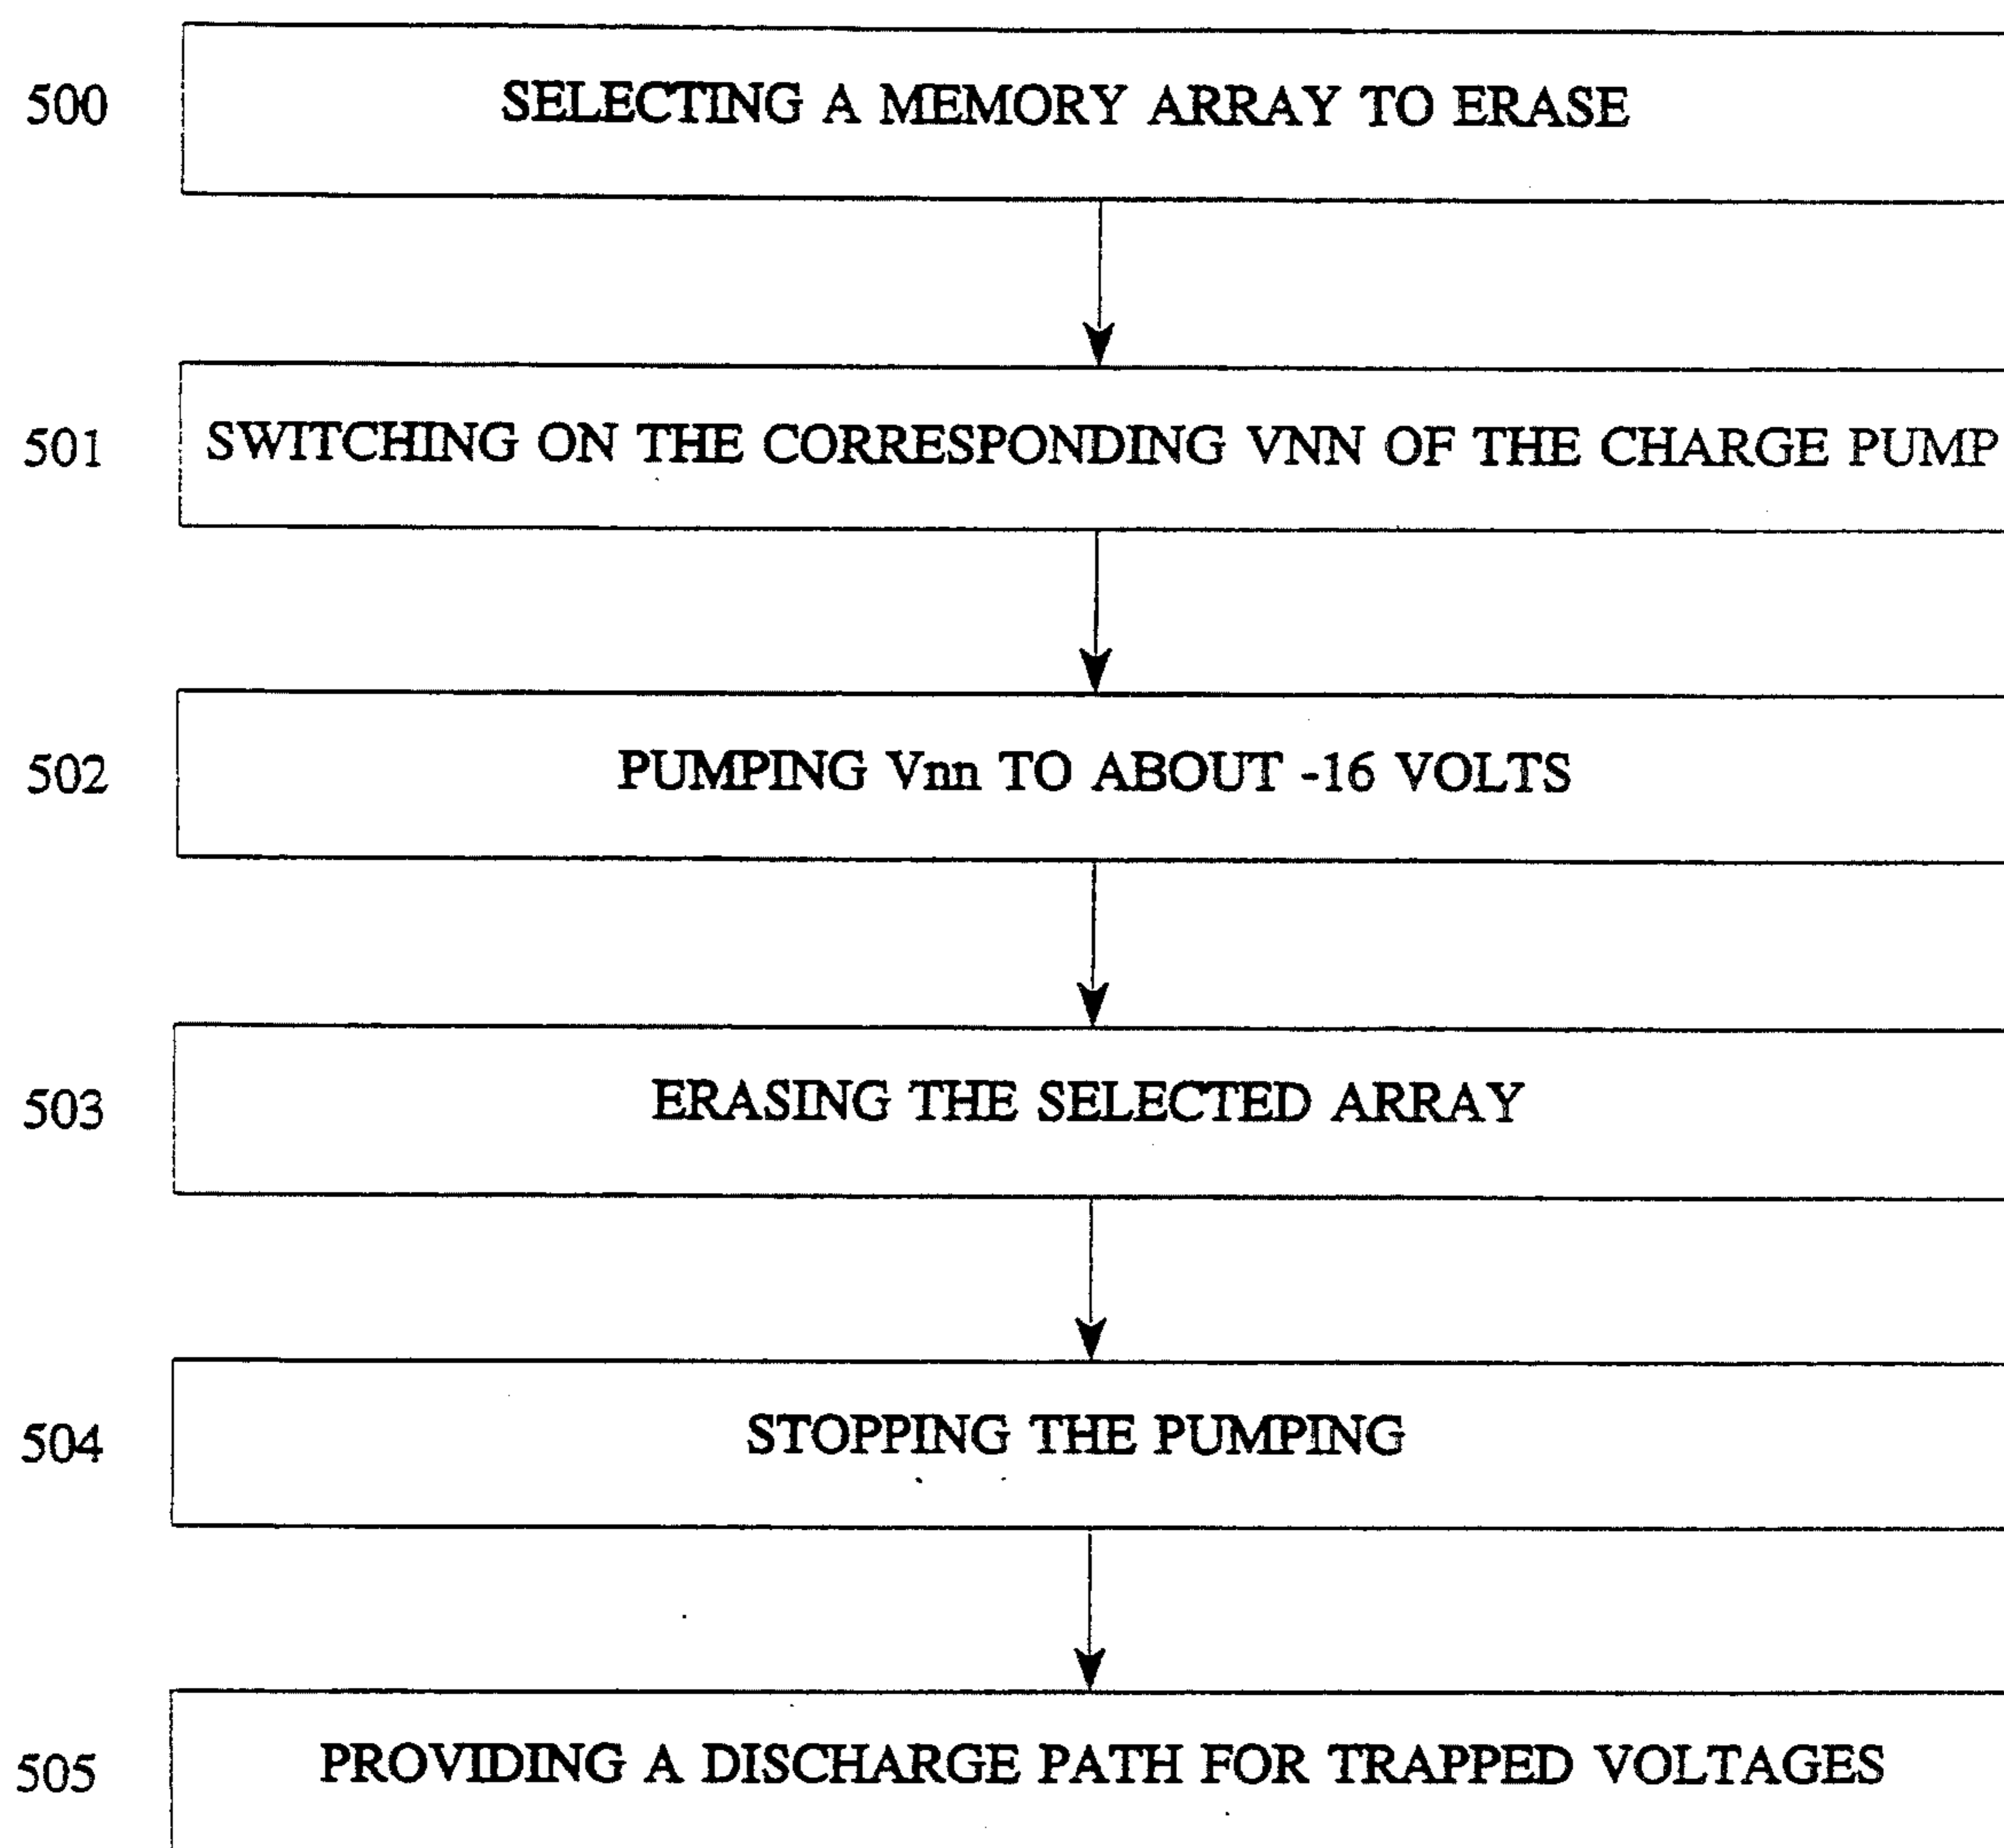 500 SELECTING A MEMORY ARRAY TO ERASE
501 SWITCHING ON THE CORRESPONDING VNN OF THE CHARGE PUMP
502 PUMPING Vnn TO ABOUT -16 VOLTS
503 ERASING THE SELECTED ARRAY
504 STOPPING THE PUMPING
505 PROVIDING A DISCHARGE PATH FOR TRAPPED VOLTAGES